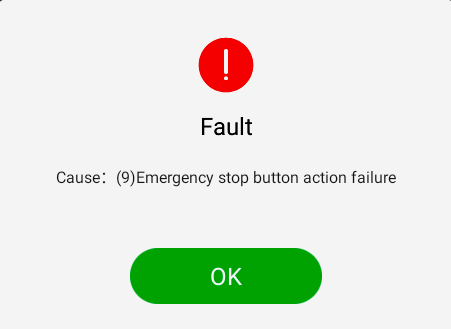 Fault
Cause：(9)Emergency stop button action failure
OK